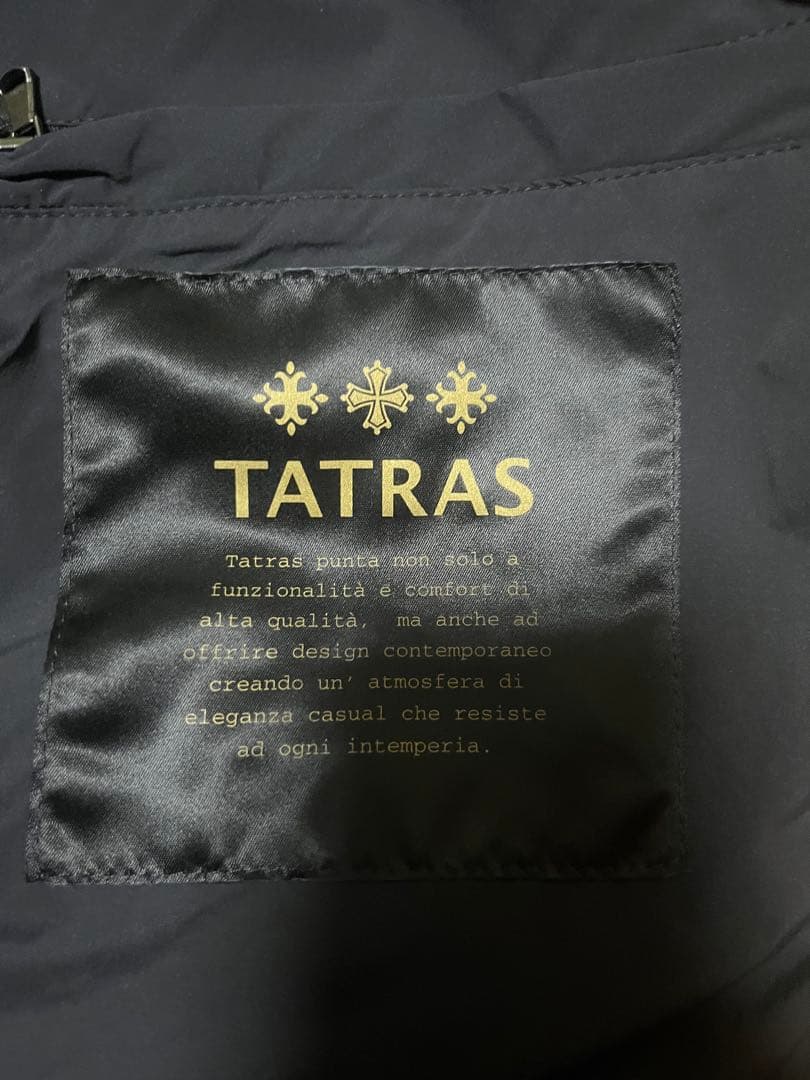 TATRAS
Tatras punta non solo a
funzionalità e comfort di
alta qualità, ma anche ad
offrire design contemporaneo
creando un' atmosfera di
eleganza casual che resiste
ad ogni intemperia.